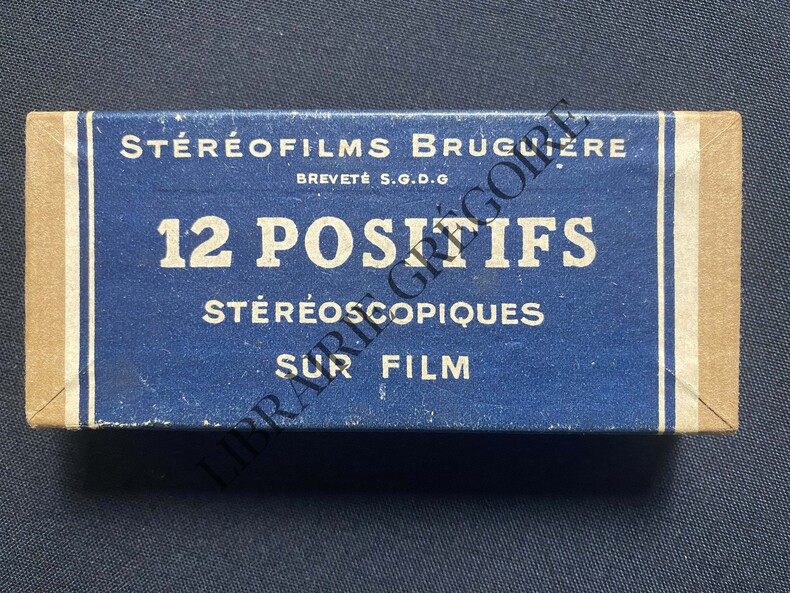 STÉRÉOFILMS BRUGUIÈRE
BREVETÉ S.G.D.G
12 POSITIFS
STÉRÉOSCOPIQUES
SUR FILM
LIBRAIRIE GRÉGOIRE